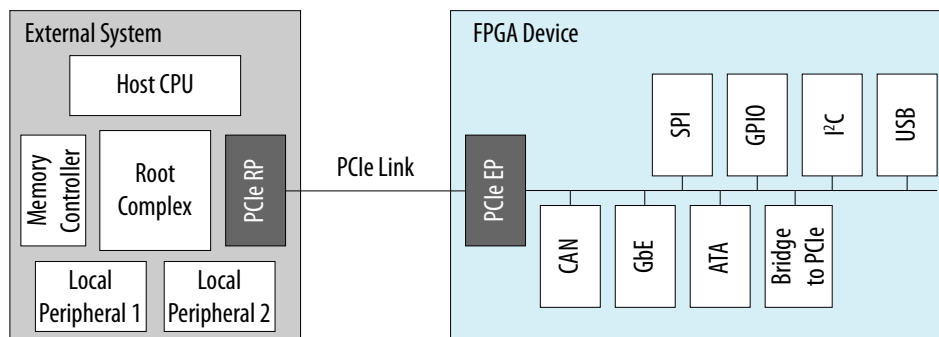 External System
Host CPU
Memory
Controller
Root
Complex
PCIe RP
Local
Peripheral 1
Local
Peripheral 2
PCIe Link
FPGA Device
PCIe EP
SPI
GPIO
I²C
USB
CAN
GbE
ATA
Bridge
to PCIe